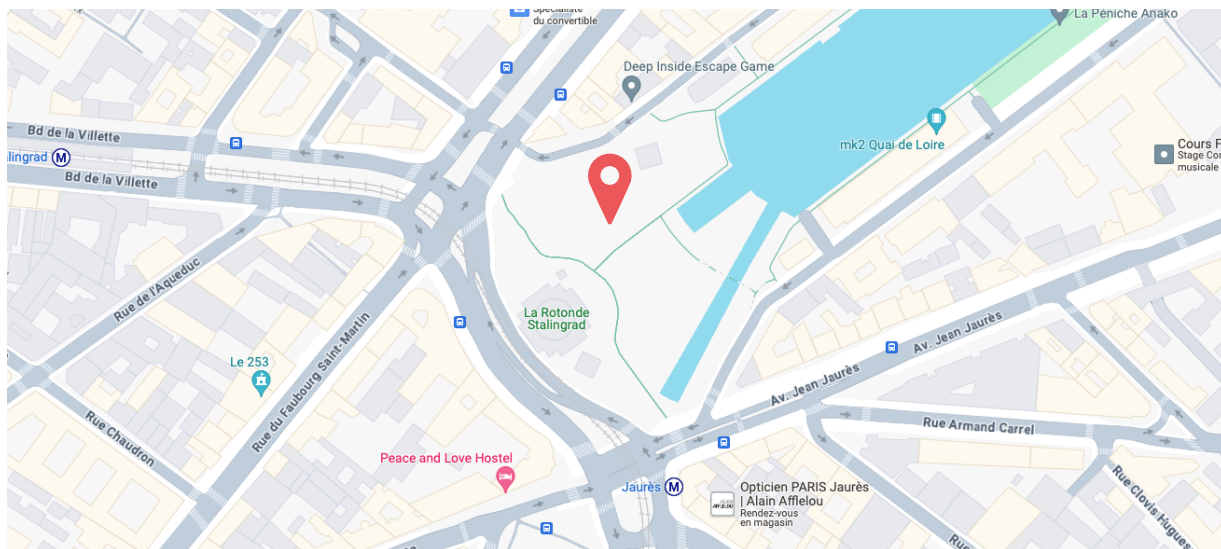 Spécialiste
du convertible
La Péniche Anako
Deep Inside Escape Game
Bd de la Villette
mk2 Quai de Loire
Cours F
Stage Cor
musicale
alingrad M
Bd de la Villette
Rue de l'Aqueduc
La Rotonde
Stalingrad
Av. Jean Jaurès
Le 253
Rue du Faubourg Saint-Martin
Av. Jean Jaurès
Rue Chaudron
Rue Armand Carrel
Peace and Love Hostel
Jaurès M
Opticien PARIS Jaurès
| Alain Afflelou
Rendez-vous
en magasin
Rue Clovis Hugues